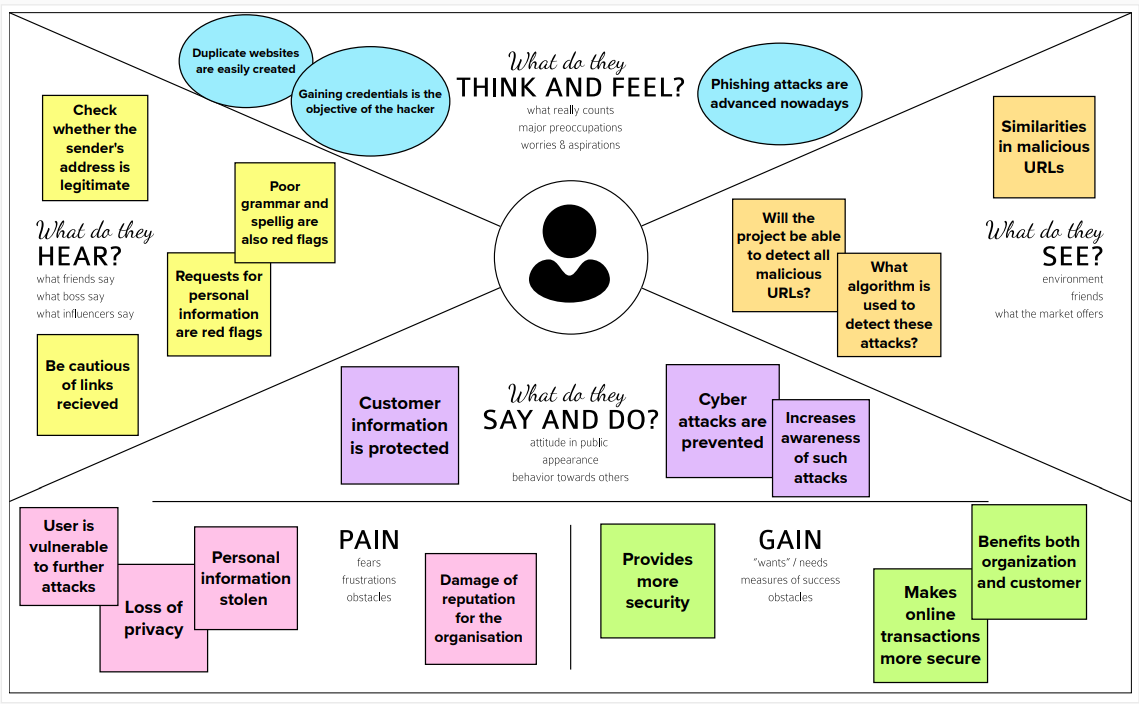 Duplicate websites
are easily created
Gaining credentials is the
objective of the hacker
What do they
THINK AND FEEL?
what really counts
major preoccupations
worries & aspirations
Phishing attacks are
advanced nowadays
Check
whether the
sender's
address is
legitimate
Poor
grammar and
spellig are
also red flags
What do they
HEAR?
what friends say
what boss say
what influencers say
Requests for
personal
information
are red flags
Be cautious
of links
recieved
Similarities
in malicious
URLs
Will the
project be able
to detect all
malicious
URLs?
What
algorithm is
used to
detect these
attacks?
What do they
SEE?
environment
friends
what the market offers
Customer
information
is protected
What do they
SAY AND DO?
attitude in public
appearance
behavior towards others
Cyber
attacks are
prevented
Increases
awareness
of such
attacks
User is
vulnerable
to further
attacks
Loss of
privacy
Personal
information
stolen
PAIN
fears
frustrations
obstacles
Damage of
reputation
for the
organisation
Provides
more
security
GAIN
"wants" / needs
measures of success
obstacles
Makes
online
transactions
more secure
Benefits both
organization
and customer